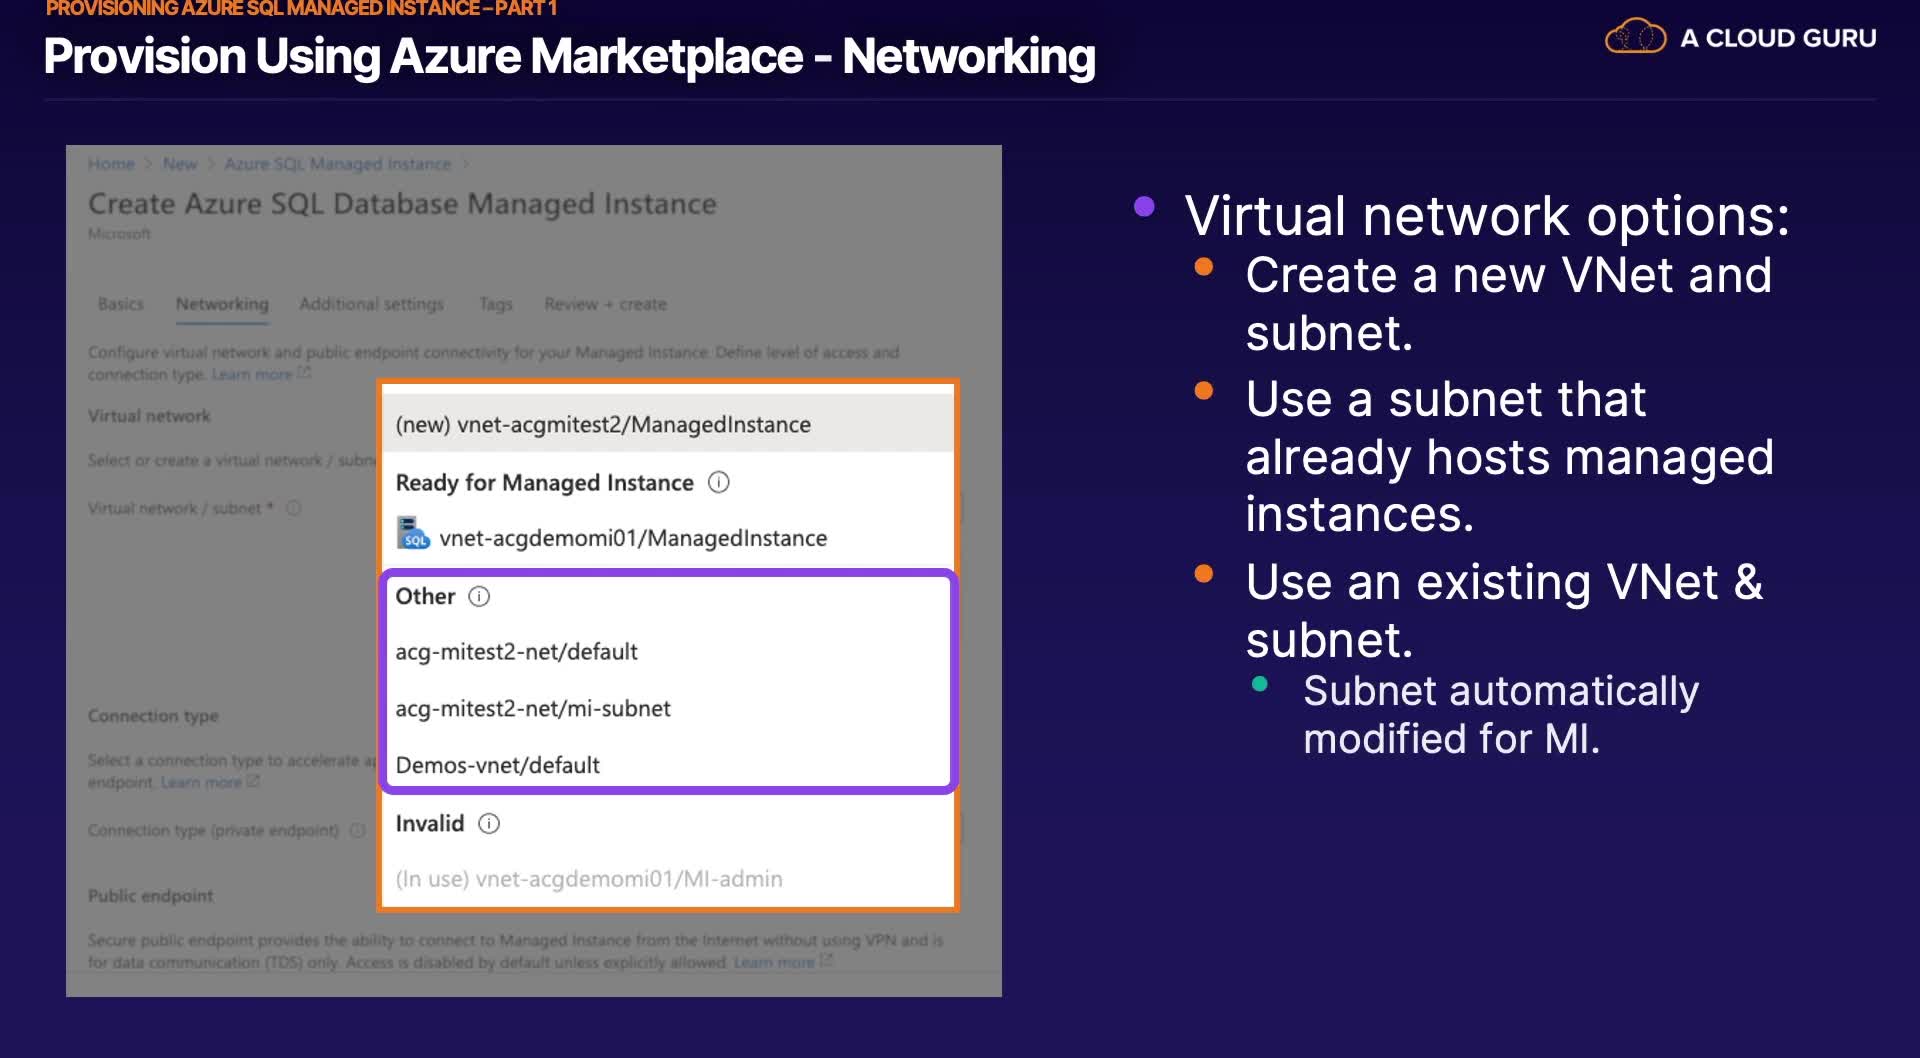 PROVISIONING AZURE SQL MANAGED INSTANCE – PART 1
Provision Using Azure Marketplace - Networking
A CLOUD GURU
Home > New > Azure SQL Managed Instance >
Create Azure SQL Database Managed Instance
Microsoft
Basics Networking Additional settings Tags Review + create
Configure virtual network and public endpoint connectivity for your Managed Instance. Define level of access and
connection type. Learn more
Virtual network
Select or create a virtual network / subne
Virtual network / subnet *
(new) vnet-acgmitest2/ManagedInstance
Ready for Managed Instance
SQL
vnet-acgdemomi01/ManagedInstance
Other
acg-mitest2-net/default
acg-mitest2-net/mi-subnet
Demos-vnet/default
Invalid
(In use) vnet-acgdemomi01/MI-admin
Connection type
Select a connection type to accelerate ap
endpoint. Learn more
Connection type (private endpoint)
Public endpoint
Secure public endpoint provides the ability to connect to Managed Instance from the Internet without using VPN and is
for data communication (TDS) only. Access is disabled by default unless explicitly allowed. Learn more
Virtual network options:
Create a new VNet and
subnet.
Use a subnet that
already hosts managed
instances.
Use an existing VNet &
subnet.
Subnet automatically
modified for MI.